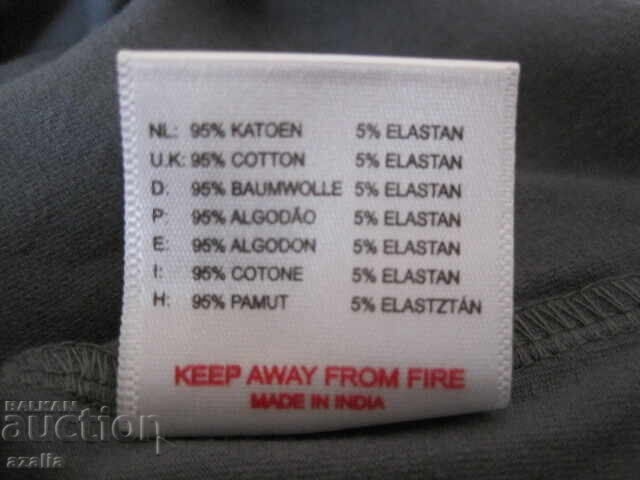 NL: 95% KATOEN 5% ELASTAN
U.K: 95% COTTON 5% ELASTAN
D: 95% BAUMWOLLE 5% ELASTAN
P: 95% ALGODÃO 5% ELASTAN
E: 95% ALGODON 5% ELASTAN
I: 95% COTONE 5% ELASTAN
H: 95% PAMUT 5% ELASTZTÁN
KEEP AWAY FROM FIRE
MADE IN INDIA
BALKAN
auction
azalia